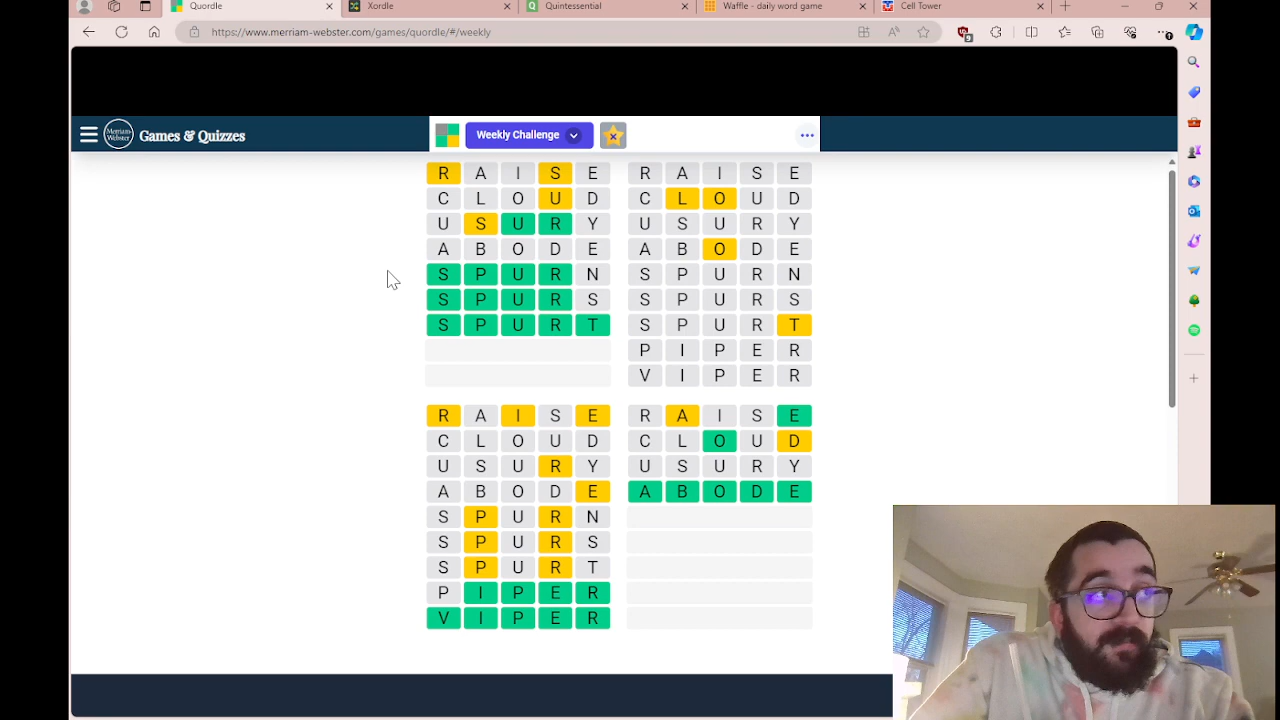 Quordle
Xordle
Quintessential
Waffle - daily word game
Cell Tower
https://www.merriam-webster.com/games/quordle/#/weekly
Games & Quizzes
Weekly Challenge
R A I S E
C L O U D
U S U R Y
A B O D E
S P U R N
S P U R S
S P U R T
R A I S E
C L O U D
U S U R Y
A B O D E
S P U R N
S P U R S
S P U R T
P I P E R
V I P E R
R A I S E
C L O U D
U S U R Y
A B O D E
S P U R N
S P U R S
S P U R T
P I P E R
V I P E R
R A I S E
C L O U D
U S U R Y
A B O D E